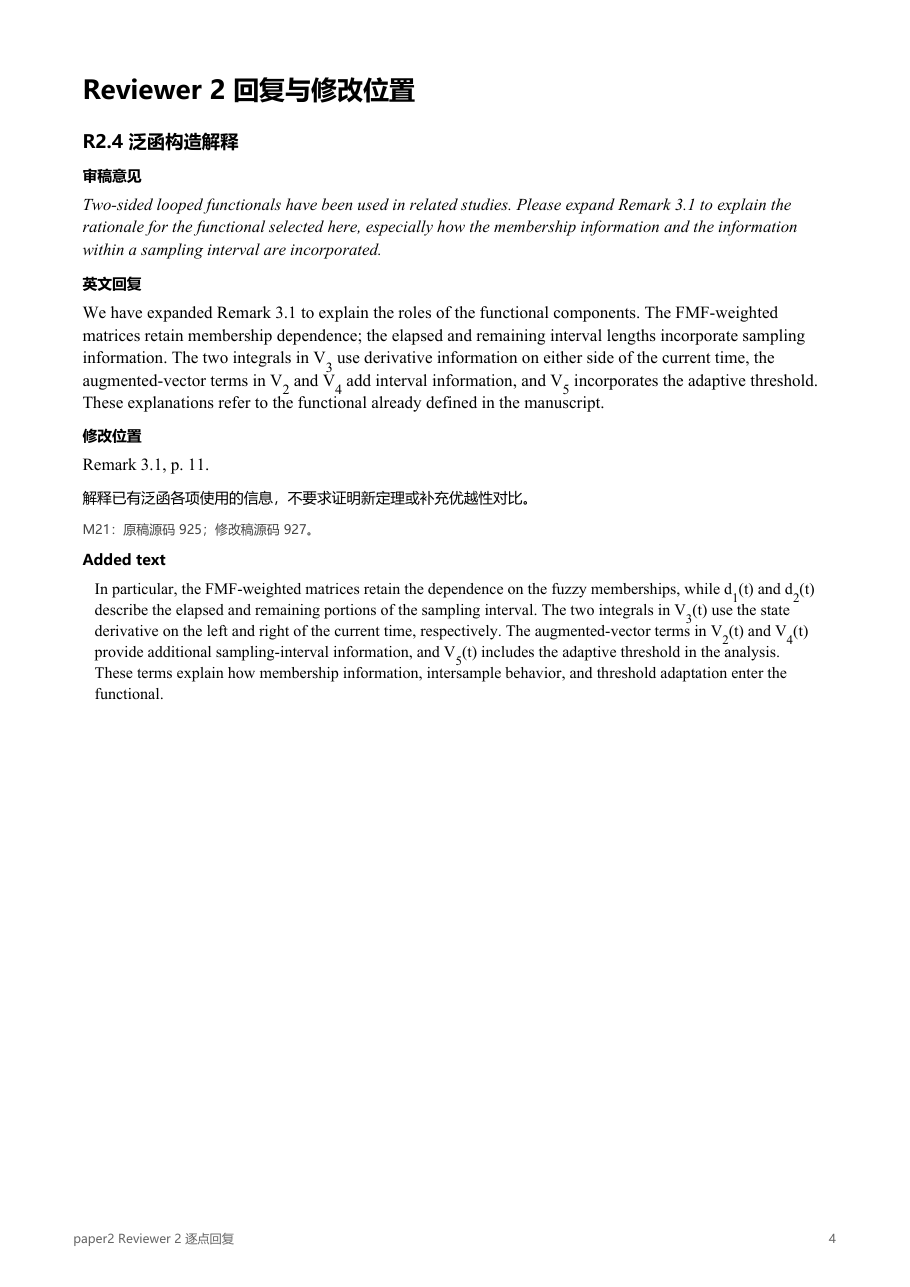 Reviewer 2 回复与修改位置
R2.4 泛函构造解释
审稿意见
Two-sided looped functionals have been used in related studies. Please expand Remark 3.1 to explain the
rationale for the functional selected here, especially how the membership information and the information
within a sampling interval are incorporated.
英文回复
We have expanded Remark 3.1 to explain the roles of the functional components. The FMF-weighted
matrices retain membership dependence; the elapsed and remaining interval lengths incorporate sampling
information. The two integrals in V3 use derivative information on either side of the current time, the
augmented-vector terms in V2 and V4 add interval information, and V5 incorporates the adaptive threshold.
These explanations refer to the functional already defined in the manuscript.
修改位置
Remark 3.1, p. 11.
解释已有泛函各项使用的信息，不要求证明新定理或补充优越性对比。
M21：原稿源码 925；修改稿源码 927。
Added text
In particular, the FMF-weighted matrices retain the dependence on the fuzzy memberships, while d1(t) and d2(t)
describe the elapsed and remaining portions of the sampling interval. The two integrals in V3(t) use the state
derivative on the left and right of the current time, respectively. The augmented-vector terms in V2(t) and V4(t)
provide additional sampling-interval information, and V5(t) includes the adaptive threshold in the analysis.
These terms explain how membership information, intersample behavior, and threshold adaptation enter the
functional.
paper2 Reviewer 2 逐点回复
4